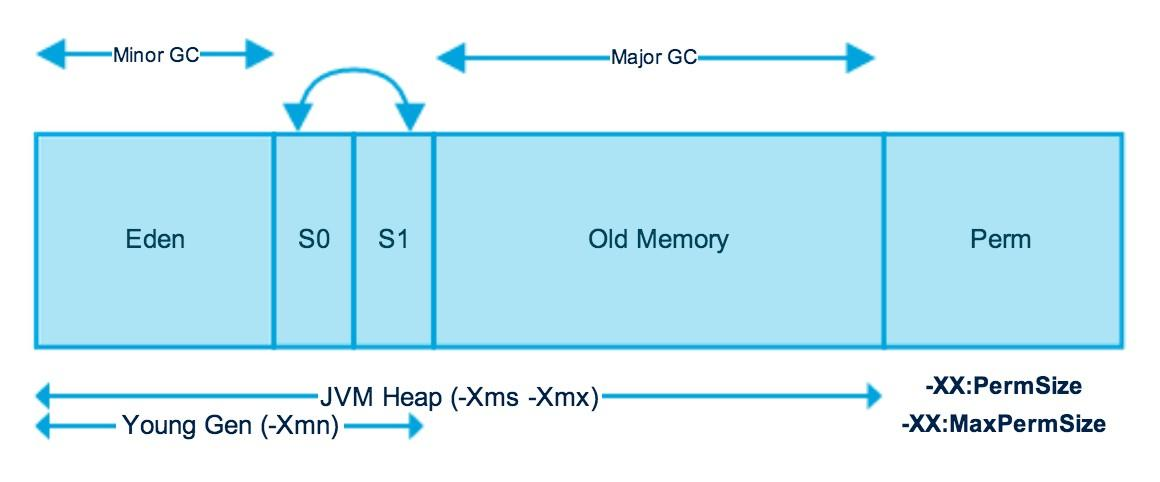 Minor GC
Major GC
Eden
S0
S1
Old Memory
Perm
JVM Heap (-Xms -Xmx)
-XX:PermSize
Young Gen (-Xmn)
-XX:MaxPermSize